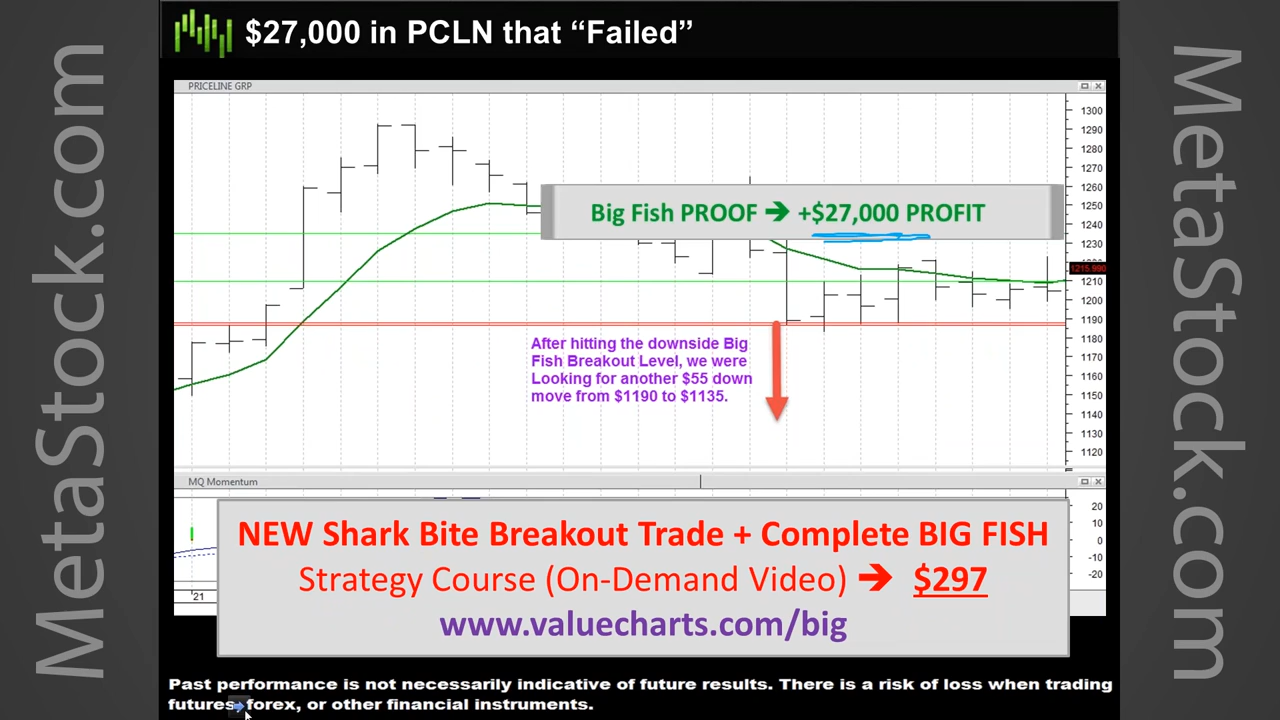 $27,000 in PCLN that “Failed”
MetaStock.com
MetaStock.com
PRICELINE GRP
1300
1290
1280
1270
1260
1250
1240
1230
1215.990
1210
1200
1190
1180
1170
1160
1150
1140
1130
1120
Big Fish PROOF ➔ +$27,000 PROFIT
After hitting the downside Big
Fish Breakout Level, we were
Looking for another $55 down
move from $1190 to $1135.
MQ Momentum
20
10
0
-10
-20
'21
NEW Shark Bite Breakout Trade + Complete BIG FISH
Strategy Course (On-Demand Video) ➔ $297
www.valuecharts.com/big
Past performance is not necessarily indicative of future results. There is a risk of loss when trading
futures, forex, or other financial instruments.